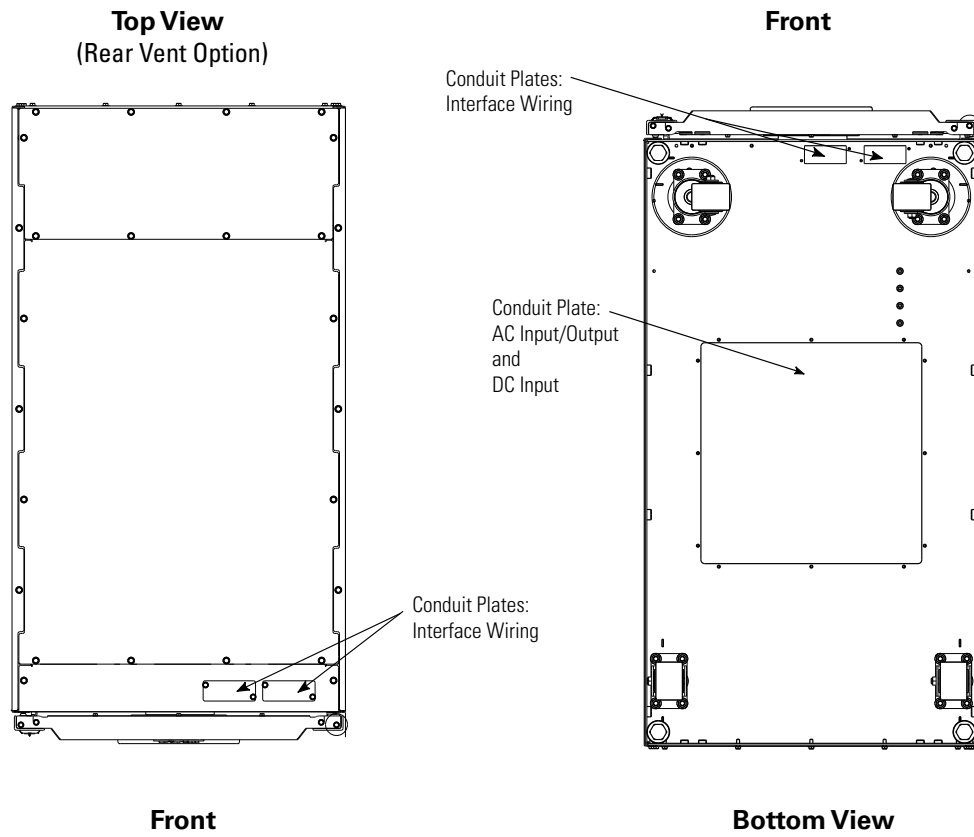 Top View
(Rear Vent Option)
Front
Conduit Plates:
Interface Wiring
Conduit Plate:
AC Input/Output
and
DC Input
Conduit Plates:
Interface Wiring
Front
Bottom View